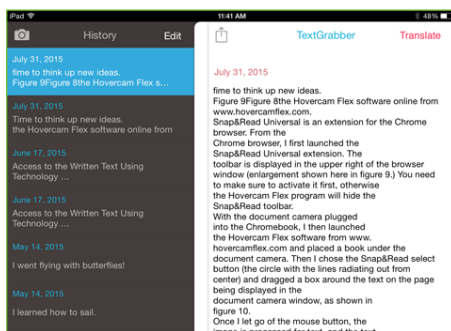 iPad
11:41 AM
48%
History
Edit
July 31, 2015
fime to think up new ideas.
Figure 9Figure 8the Hovercam Flex s...
July 31, 2015
Time to think up new ideas.
the Hovercam Flex software online from
June 17, 2015
Access to the Written Text Using
Technology ...
June 17, 2015
Access to the Written Text Using
Technology ...
May 14, 2015
I went flying with butterflies!
May 14, 2015
I learned how to sail.
TextGrabber
Translate
July 31, 2015
fime to think up new ideas.
Figure 9Figure 8the Hovercam Flex software online from
www.hovercamflex.com.
Snap&Read Universal is an extension for the Chrome
browser. From the
Chrome browser, I first launched the
Snap&Read Universal extension. The
toolbar is displayed in the upper right of the browser
window (enlargement shown here in figure 9.) You need
to make sure to activate it first, otherwise
the Hovercam Flex program will hide the
Snap&Read toolbar.
With the document camera plugged
into the Chromebook, I then launched
the Hovercam Flex software from www.
hovercamflex.com and placed a book under the
document camera. Then I chose the Snap&Read select
button (the circle with the lines radiating out from
center) and dragged a box around the text on the page
being displayed in the
document camera window, as shown in
figure 10.
Once I let go of the mouse button, the
image is processed for text, and the text